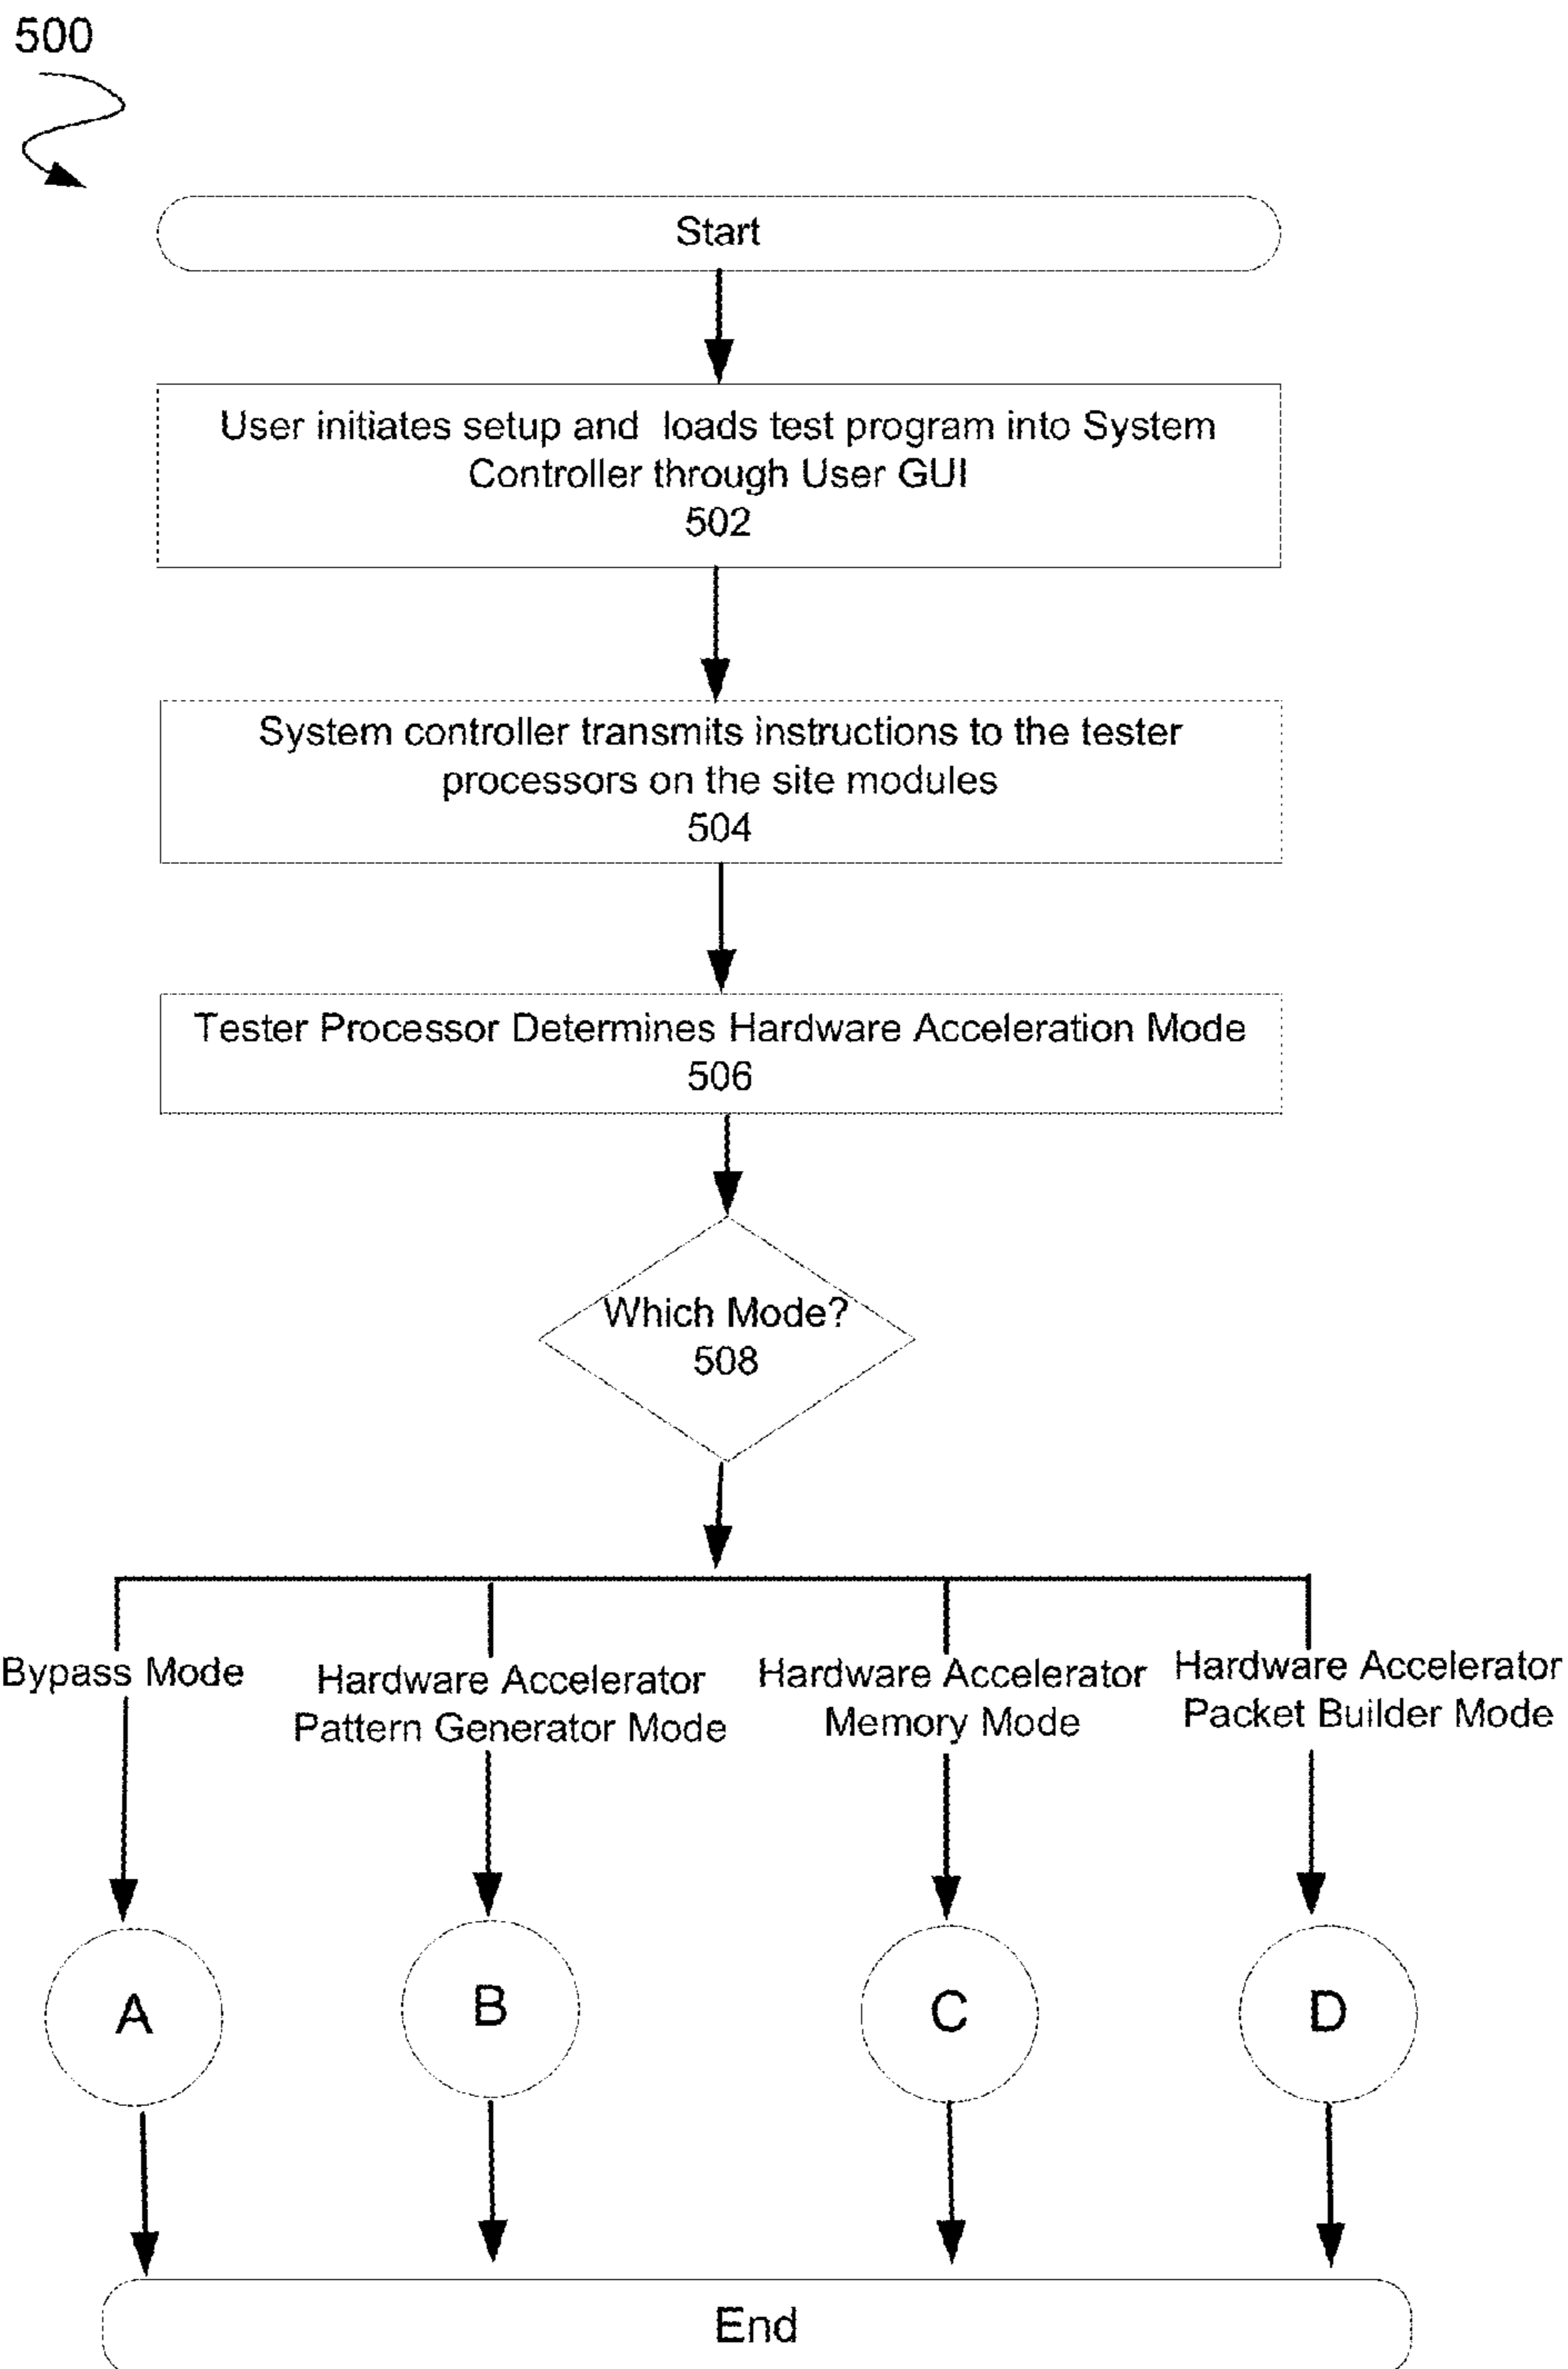 500
Start
User initiates setup and loads test program into System
Controller through User GUI
502
System controller transmits instructions to the tester
processors on the site modules
504
Tester Processor Determines Hardware Acceleration Mode
506
Which Mode?
508
Bypass Mode
Hardware Accelerator
Pattern Generator Mode
Hardware Accelerator
Memory Mode
Hardware Accelerator
Packet Builder Mode
A
B
C
D
End